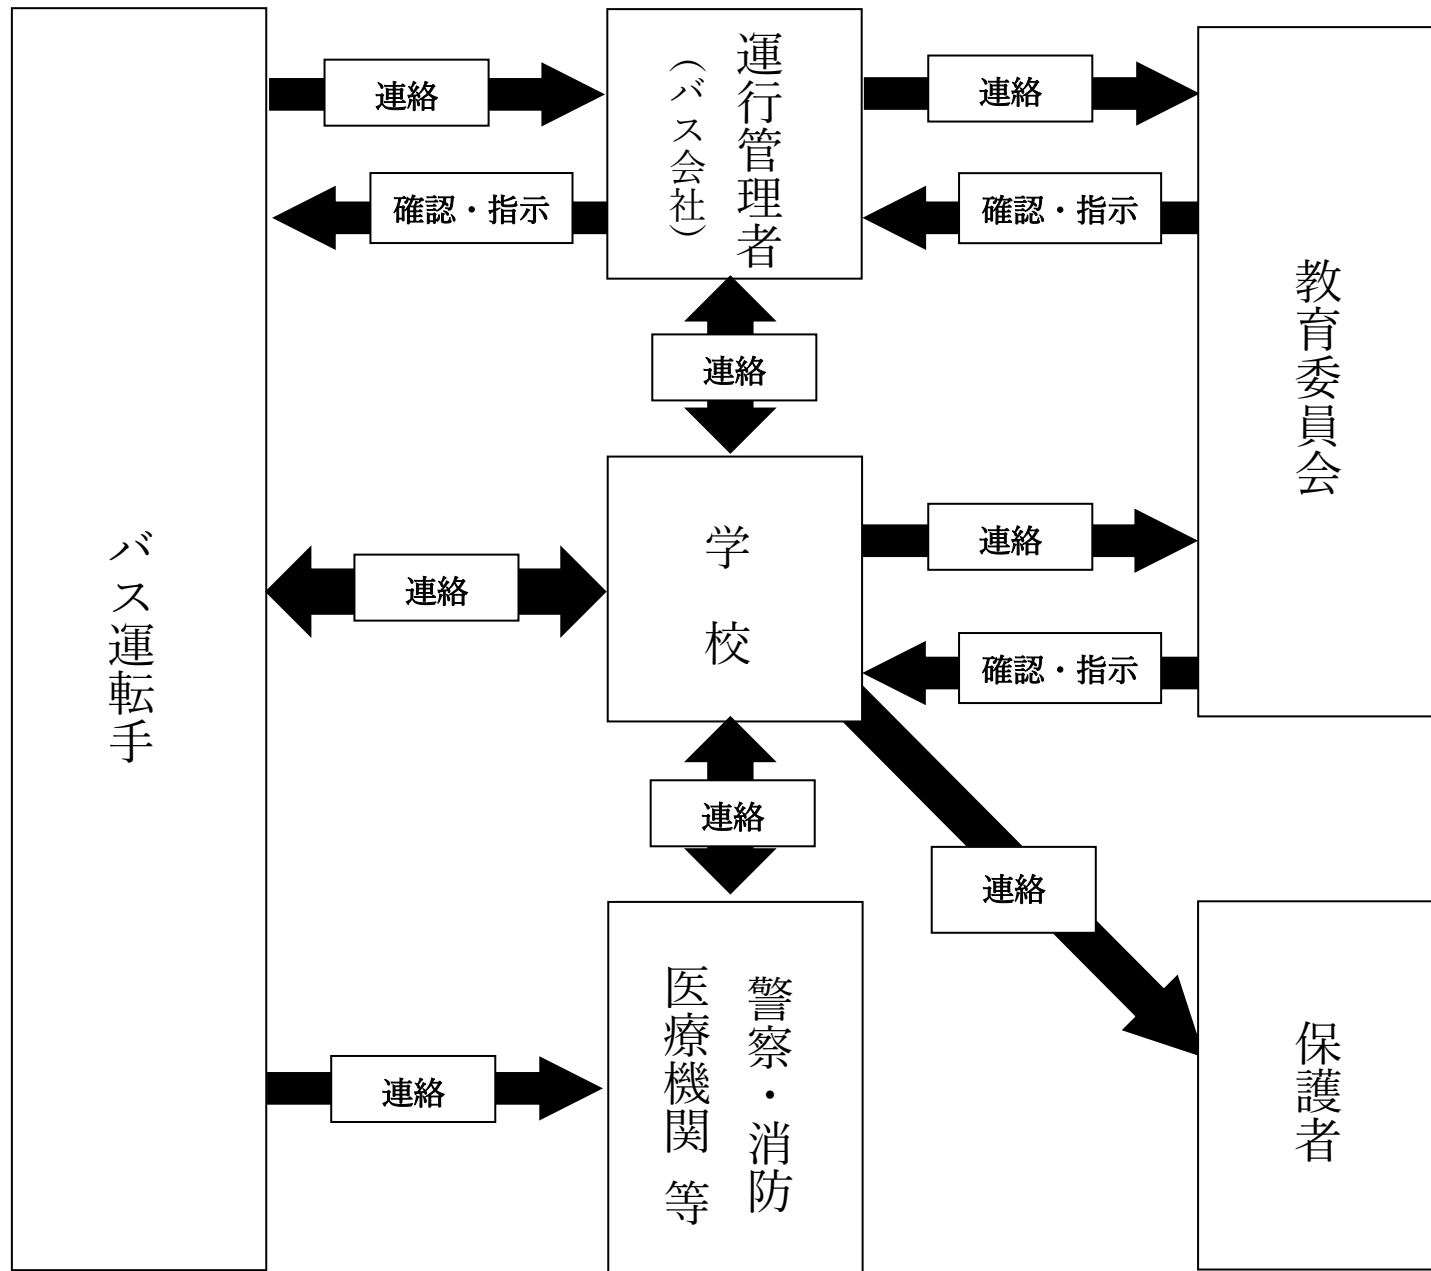 バス運転手
連絡
確認・指示
連絡
連絡
運行管理者
（バス会社）
連絡
学校
連絡
警察・消防
医療機関 等
連絡
確認・指示
連絡
確認・指示
連絡
教育委員会
保護者